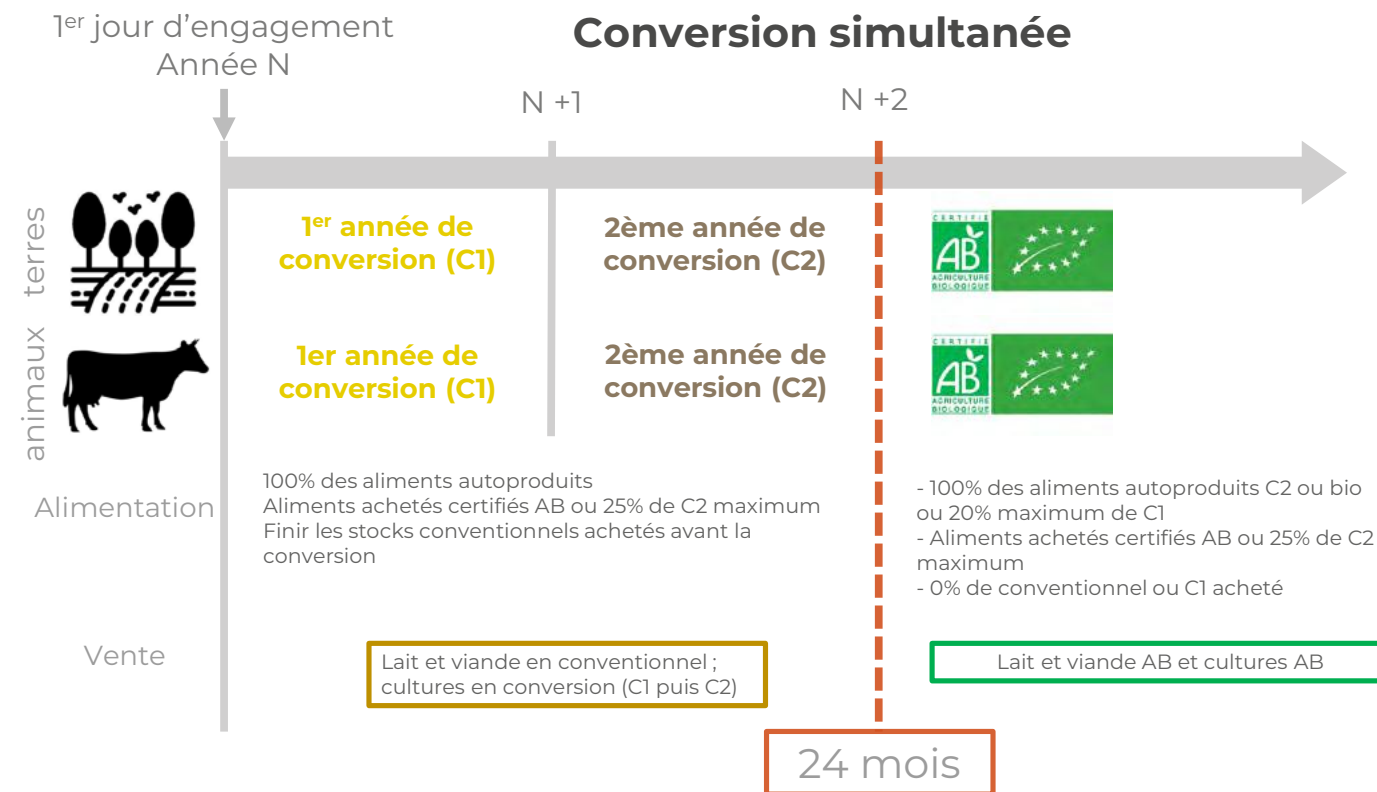 1er jour d’engagement
Année N
Conversion simultanée
N +1
N +2
terres
1er année de
conversion (C1)
2ème année de
conversion (C2)
CERTIFIÉ
AB
AGRICULTURE
BIOLOGIQUE
animaux
1er année de
conversion (C1)
2ème année de
conversion (C2)
CERTIFIÉ
AB
AGRICULTURE
BIOLOGIQUE
Alimentation
100% des aliments autoproduits
Aliments achetés certifiés AB ou 25% de C2 maximum
Finir les stocks conventionnels achetés avant la
conversion
- 100% des aliments autoproduits C2 ou bio
ou 20% maximum de C1
- Aliments achetés certifiés AB ou 25% de C2
maximum
- 0% de conventionnel ou C1 acheté
Vente
Lait et viande en conventionnel ;
cultures en conversion (C1 puis C2)
Lait et viande AB et cultures AB
24 mois